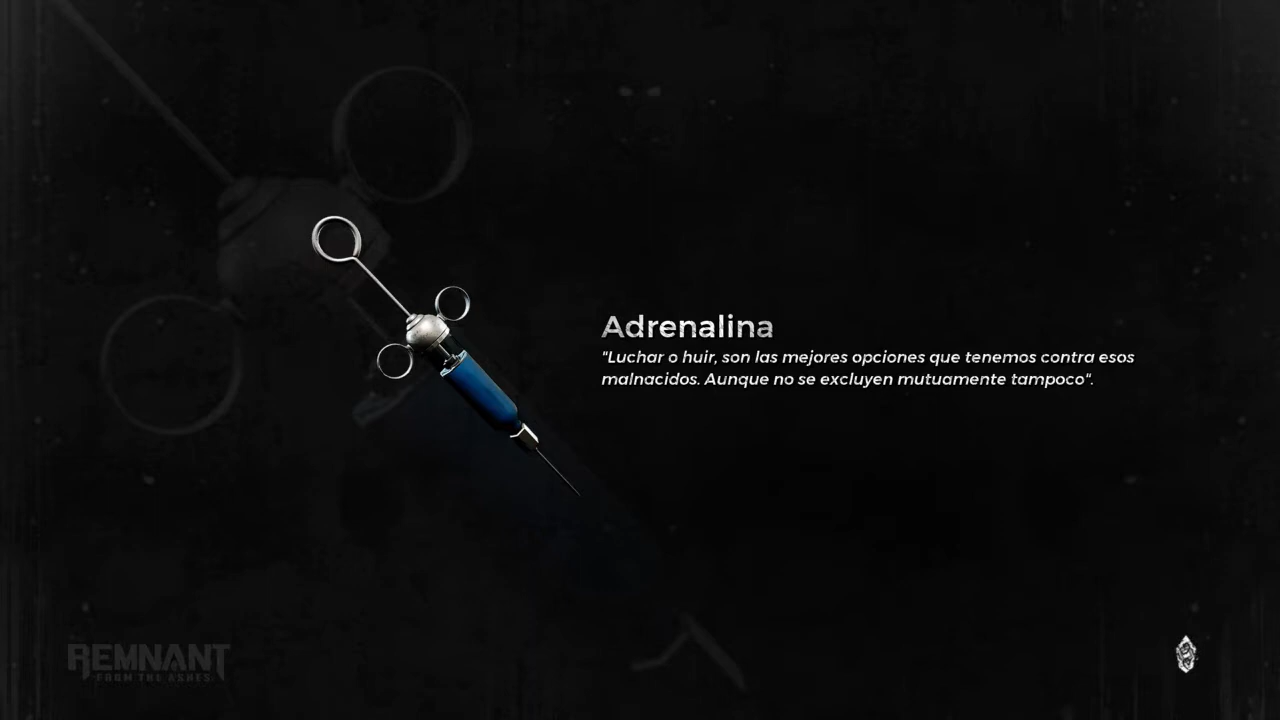 Adrenalina
"Luchar o huir, son las mejores opciones que tenemos contra esos
malnacidos. Aunque no se excluyen mutuamente tampoco".
REMNANT
FROM THE ASHES